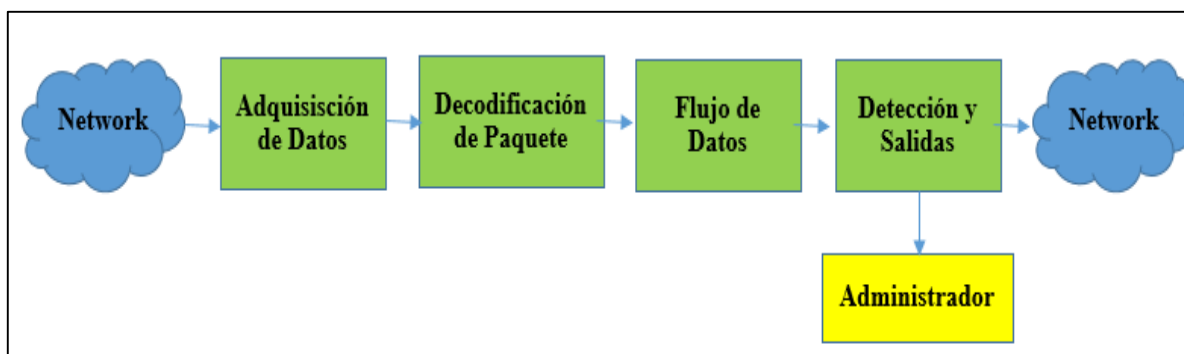 Network
Adquisisción
de Datos
Decodificación
de Paquete
Flujo de
Datos
Detección y
Salidas
Network
Administrador